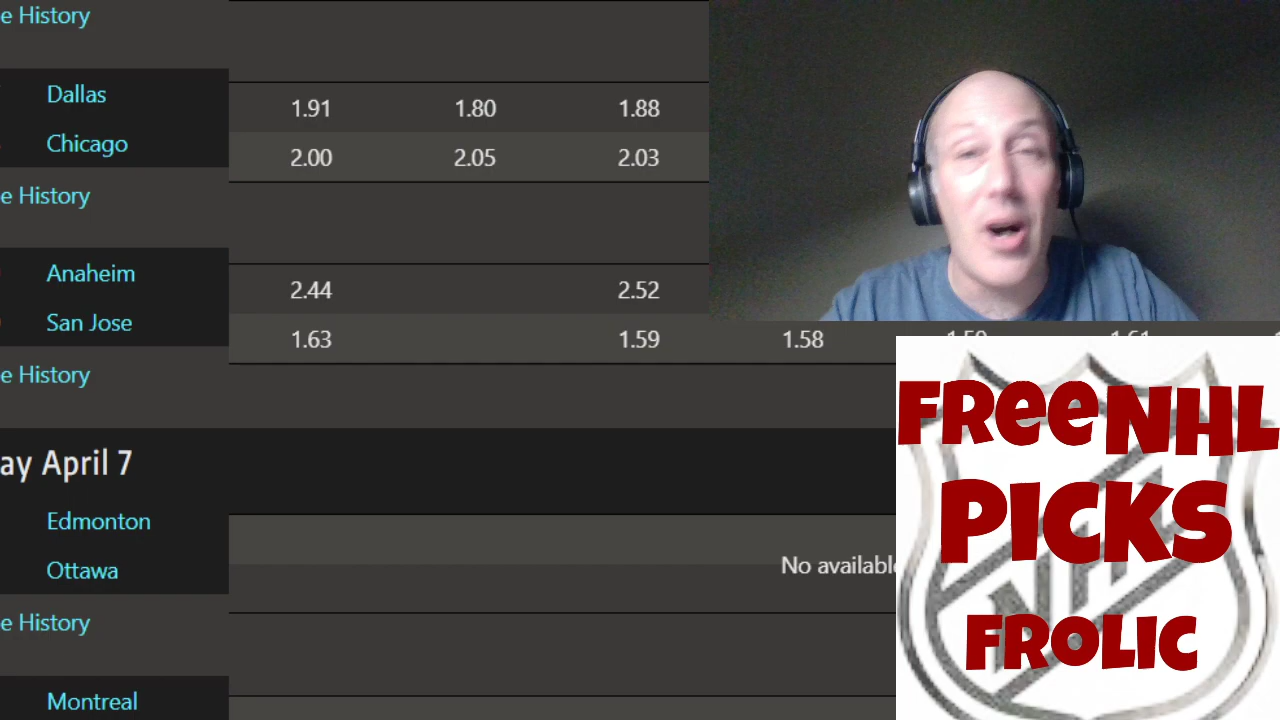 e History
Dallas 1.91 1.80 1.88
Chicago 2.00 2.05 2.03
e History
Anaheim 2.44 2.52
San Jose 1.63 1.59 1.58
e History
ay April 7
Edmonton
Ottawa
No available
e History
Montreal
FReeNHL
PICKS
FROLIC
NHL